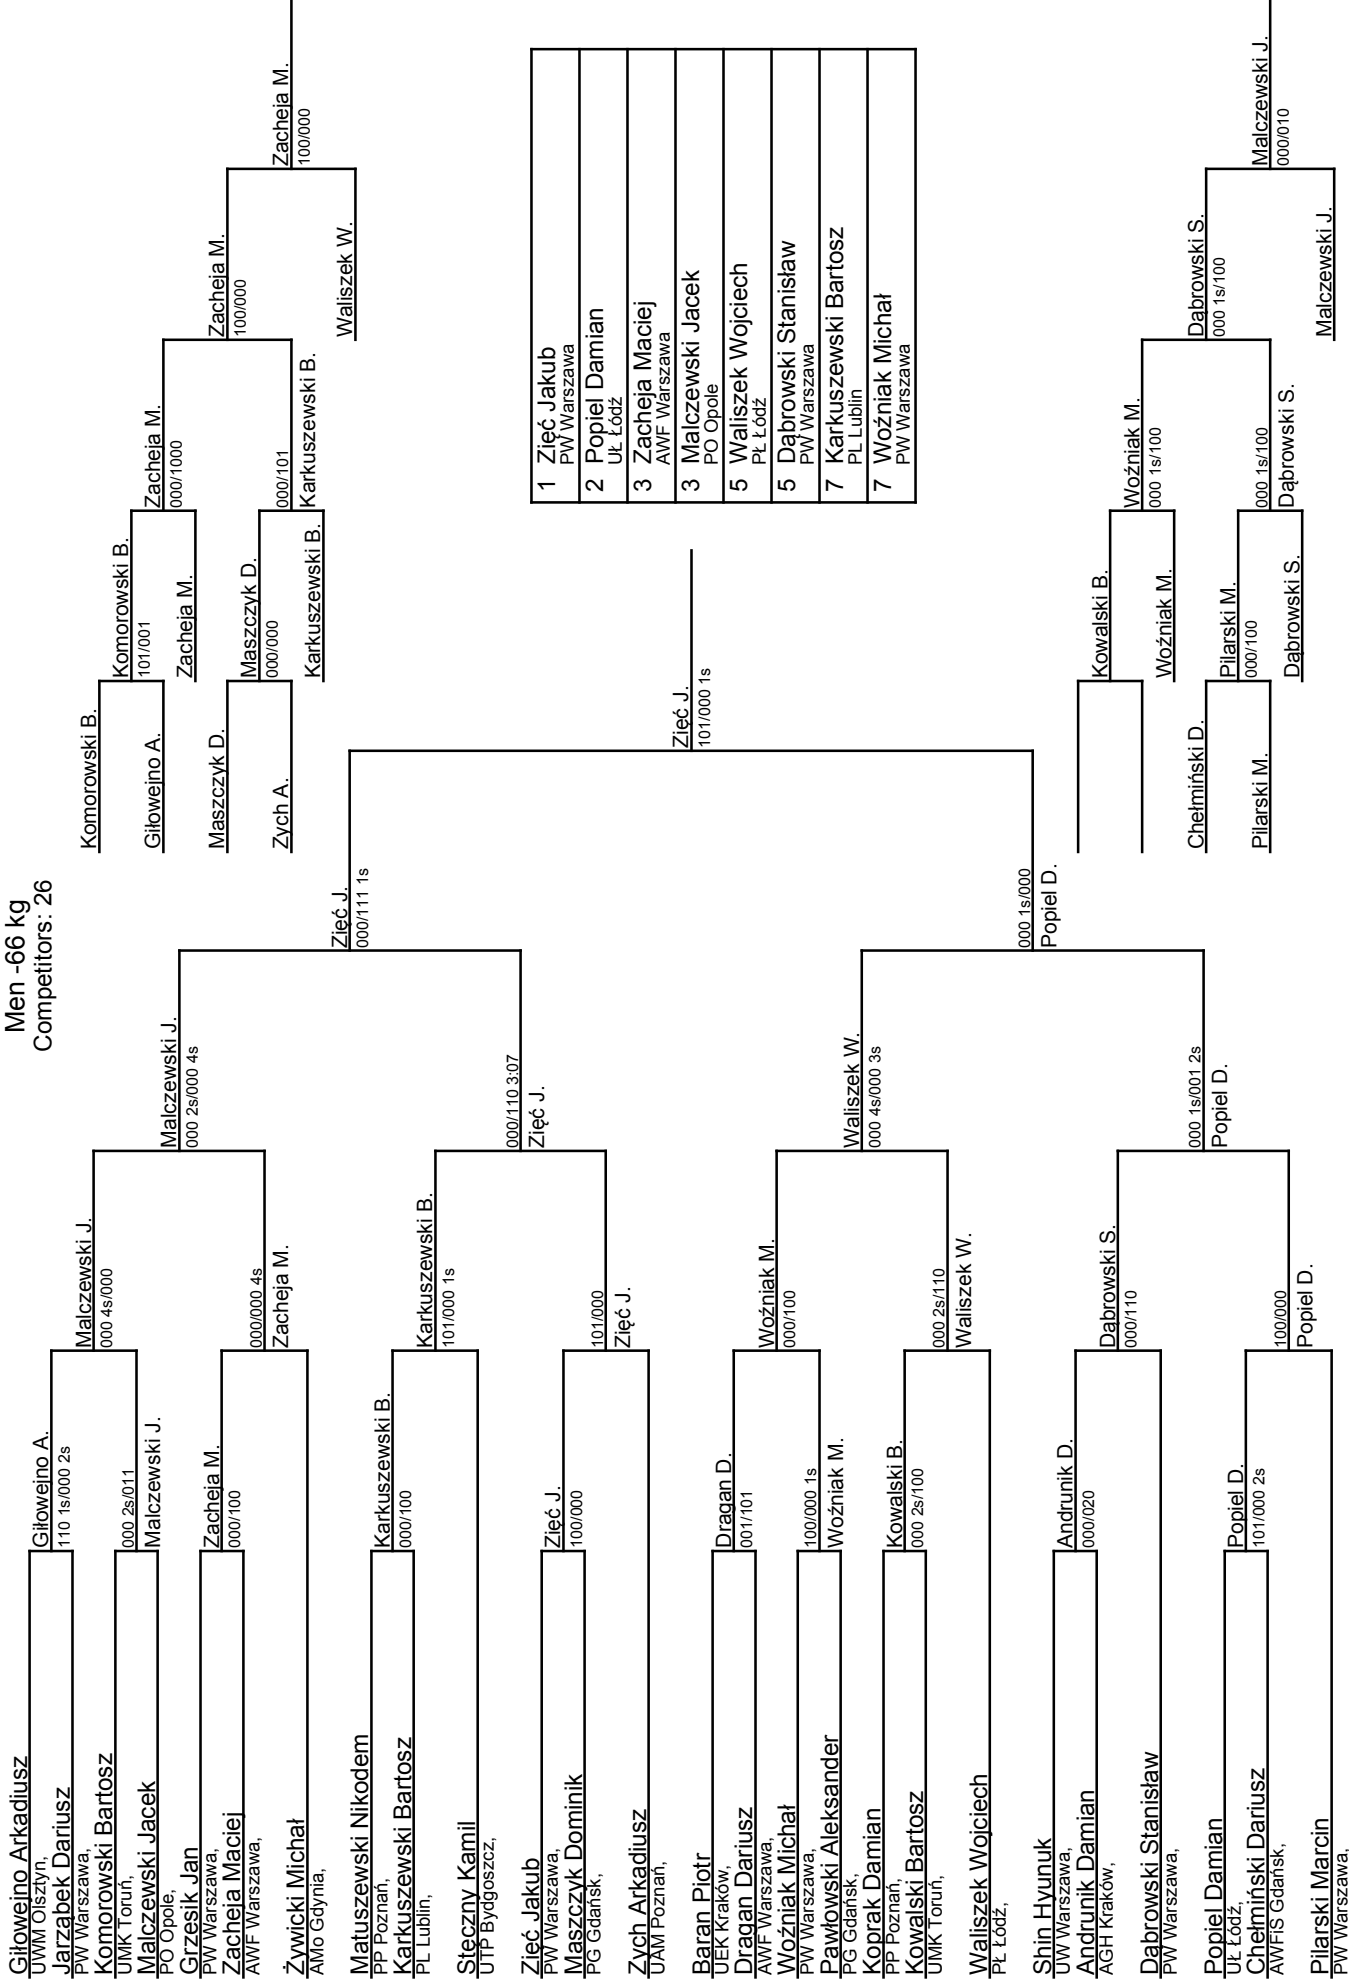 Men -66 kg
Competitors: 26
Giłowejno Arkadiusz
UWM Olsztyn,
Jarząbek Dariusz
PW Warszawa,
Komorowski Bartosz
UMK Toruń,
Malczewski Jacek
PO Opole,
Grzesik Jan
PW Warszawa,
Zacheja Maciej
AWF Warszawa,
Żywicki Michał
AMo Gdynia,
Matuszewski Nikodem
PP Poznań,
Karkuszewski Bartosz
PL Lublin,
Stęczny Kamil
UTP Bydgoszcz,
Zięć Jakub
PW Warszawa,
Maszczyk Dominik
PG Gdańsk,
Zych Arkadiusz
UAM Poznań,
Baran Piotr
UEK Kraków,
Dragan Dariusz
AWF Warszawa,
Woźniak Michał
PW Warszawa,
Pawłowski Aleksander
PG Gdańsk,
Koprak Damian
PP Poznań,
Kowalski Bartosz
UMK Toruń,
Waliszek Wojciech
PŁ Łódź,
Shin Hyunuk
UW Warszawa,
Andrunik Damian
AGH Kraków,
Dąbrowski Stanisław
PW Warszawa,
Popiel Damian
UŁ Łódź,
Chełmiński Dariusz
AWFiS Gdańsk,
Pilarski Marcin
PW Warszawa,
Giłowejno A.
110 1s/000 2s
000 2s/011
Malczewski J.
Zacheja M.
000/100
Karkuszewski B.
000/100
Zięć J.
100/000
Dragan D.
001/101
100/000 1s
Woźniak M.
Kowalski B.
000 2s/100
Andrunik D.
000/020
Popiel D.
101/000 2s
Malczewski J.
000 4s/000
000/000 4s
Zacheja M.
Karkuszewski B.
101/000 1s
101/000
Zięć J.
Woźniak M.
000/100
000 2s/110
Waliszek W.
Dąbrowski S.
000/110
100/000
Popiel D.
Malczewski J.
000 2s/000 4s
000/110 3:07
Zięć J.
Waliszek W.
000 4s/000 3s
000 1s/001 2s
Popiel D.
Zięć J.
000/111 1s
000 1s/000
Popiel D.
Zięć J.
101/000 1s
Komorowski B.
Giłowejno A.
Maszczyk D.
Zych A.
Komorowski B.
101/001
Zacheja M.
Maszczyk D.
000/000
Karkuszewski B.
Zacheja M.
000/1000
000/101
Karkuszewski B.
Zacheja M.
100/000
Waliszek W.
Zacheja M.
100/000
1 Zięć Jakub
PW Warszawa
2 Popiel Damian
UŁ Łódź
3 Zacheja Maciej
AWF Warszawa
3 Malczewski Jacek
PO Opole
5 Waliszek Wojciech
PŁ Łódź
5 Dąbrowski Stanisław
PW Warszawa
7 Karkuszewski Bartosz
PL Lublin
7 Woźniak Michał
PW Warszawa
Chełmiński D.
Pilarski M.
Kowalski B.
Woźniak M.
Pilarski M.
000/100
Dąbrowski S.
Woźniak M.
000 1s/100
000 1s/100
Dąbrowski S.
Dąbrowski S.
000 1s/100
Malczewski J.
Malczewski J.
000/010